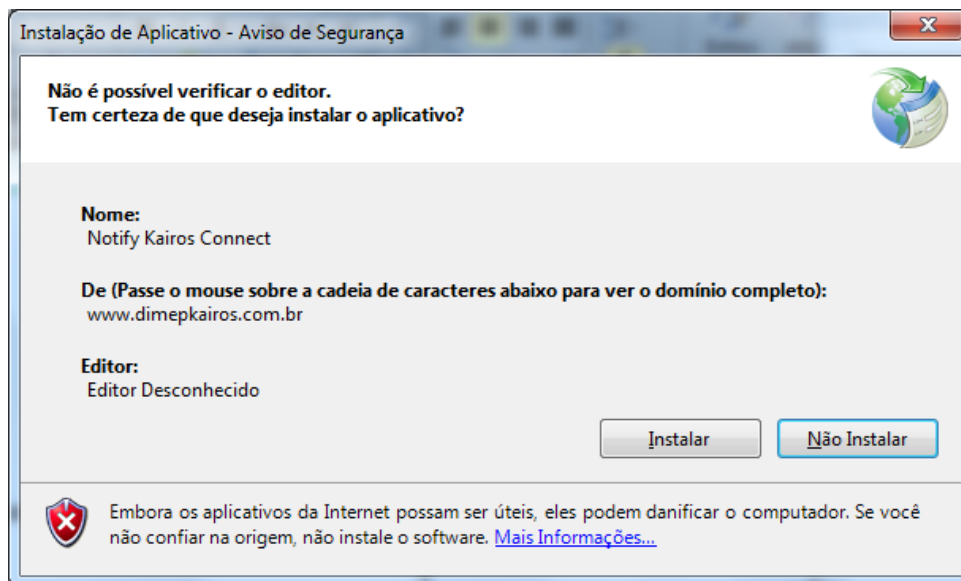 Instalação de Aplicativo - Aviso de Segurança
Não é possível verificar o editor.
Tem certeza de que deseja instalar o aplicativo?
Nome:
Notify Kairos Connect
De (Passe o mouse sobre a cadeia de caracteres abaixo para ver o domínio completo):
www.dimepkairos.com.br
Editor:
Editor Desconhecido
Instalar
Não Instalar
Embora os aplicativos da Internet possam ser úteis, eles podem danificar o computador. Se você
não confiar na origem, não instale o software. Mais Informações...